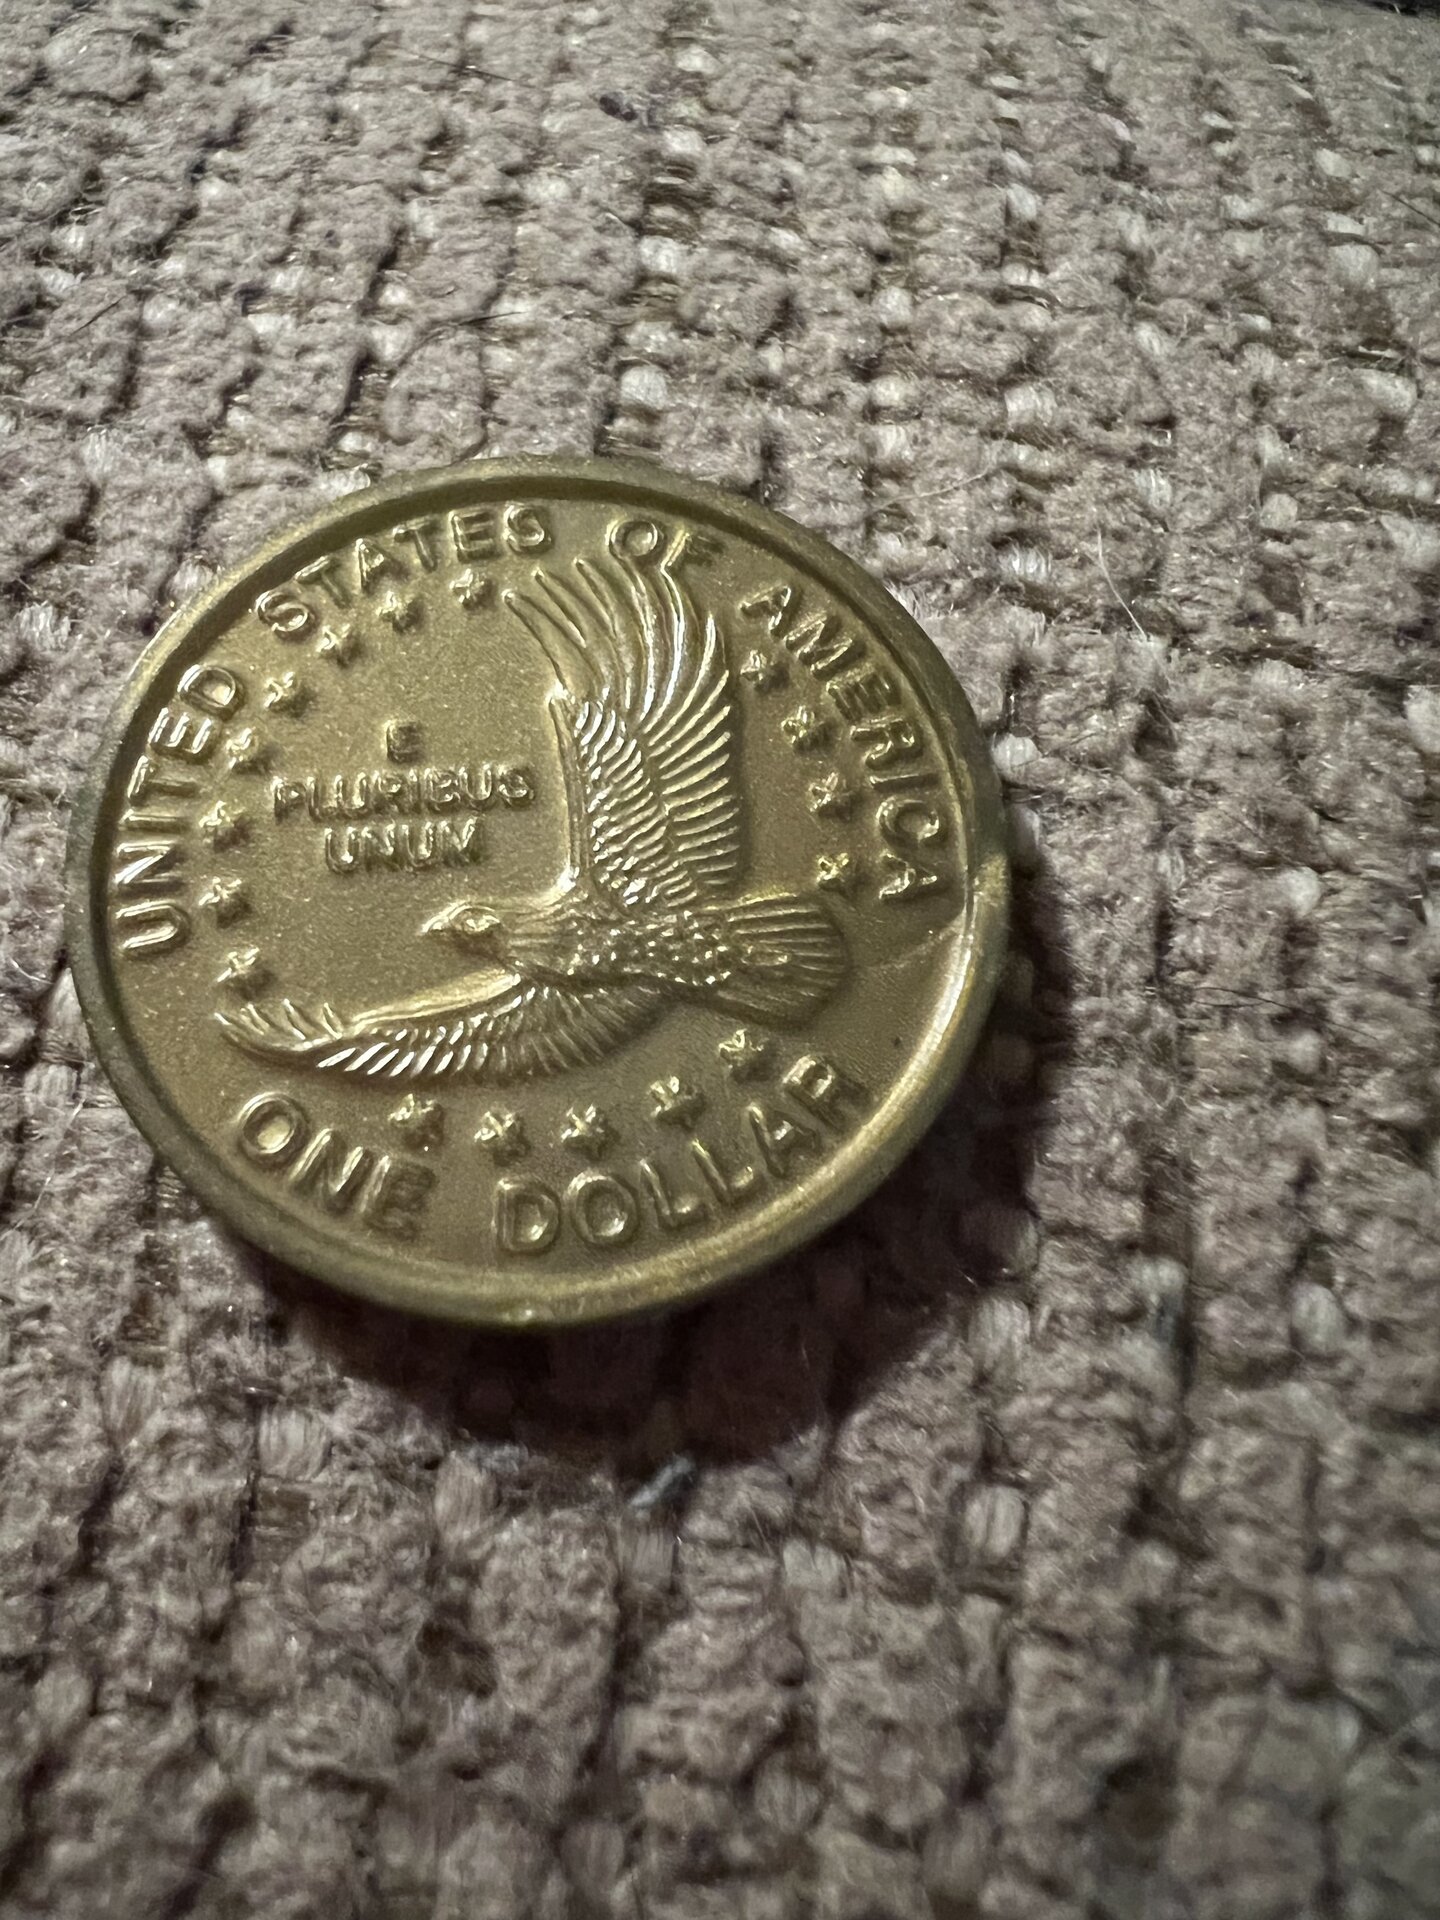 UNITED STATES OF AMERICA
E
PLURIBUS
UNUM
ONE DOLLAR